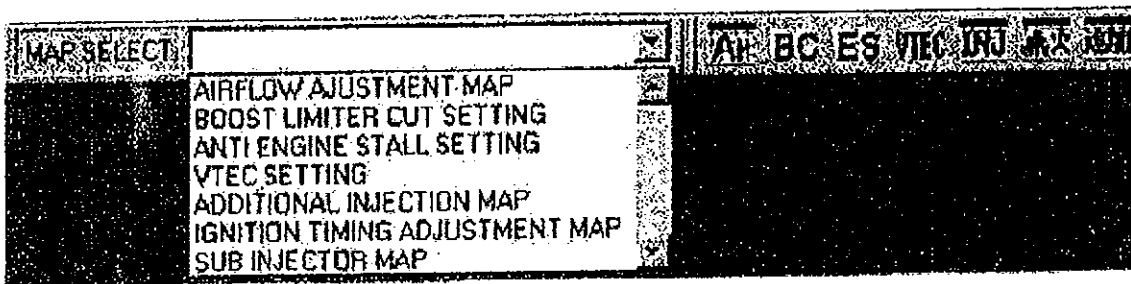 MAP SELECT BC ES VTEC INJ
AIRFLOW AJUSTMENT MAP
BOOST LIMITER CUT SETTING
ANTI ENGINE STALL SETTING
VTEC SETTING
ADDITIONAL INJECTION MAP
IGNITION TIMING ADJUSTMENT MAP
SUB INJECTOR MAP